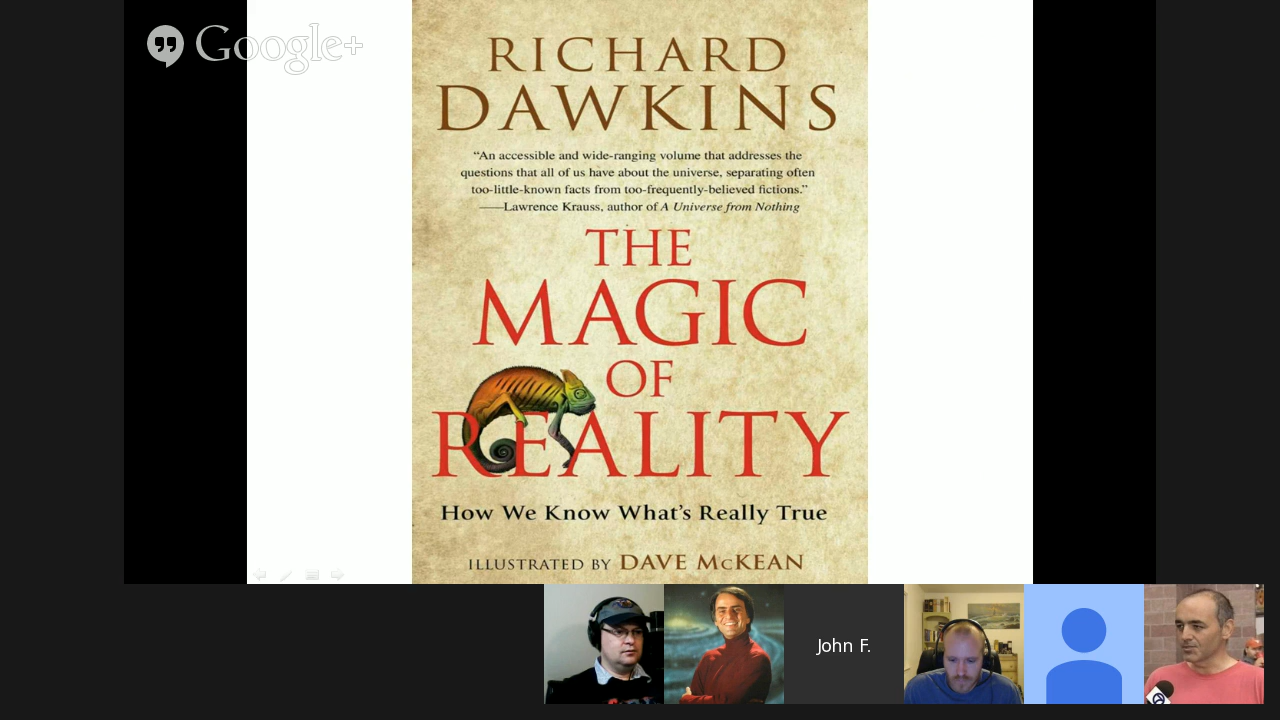 Google+
RICHARD
DAWKINS
“An accessible and wide-ranging volume that addresses the
questions that all of us have about the universe, separating often
too-little-known facts from too-frequently-believed fictions.”
——Lawrence Krauss, author of A Universe from Nothing
THE
MAGIC
OF
REALITY
How We Know What's Really True
ILLUSTRATED BY DAVE McKEAN
John F.